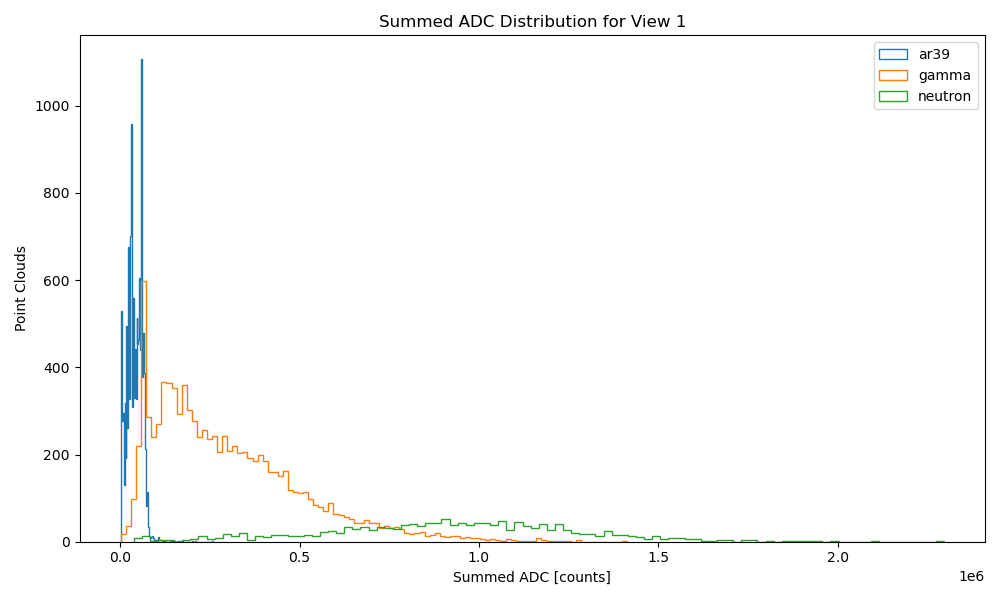 Summed ADC Distribution for View 1
ar39
gamma
neutron
Point Clouds
1000
800
600
400
200
0
0.0 0.5 1.0 1.5 2.0
1e6
Summed ADC [counts]